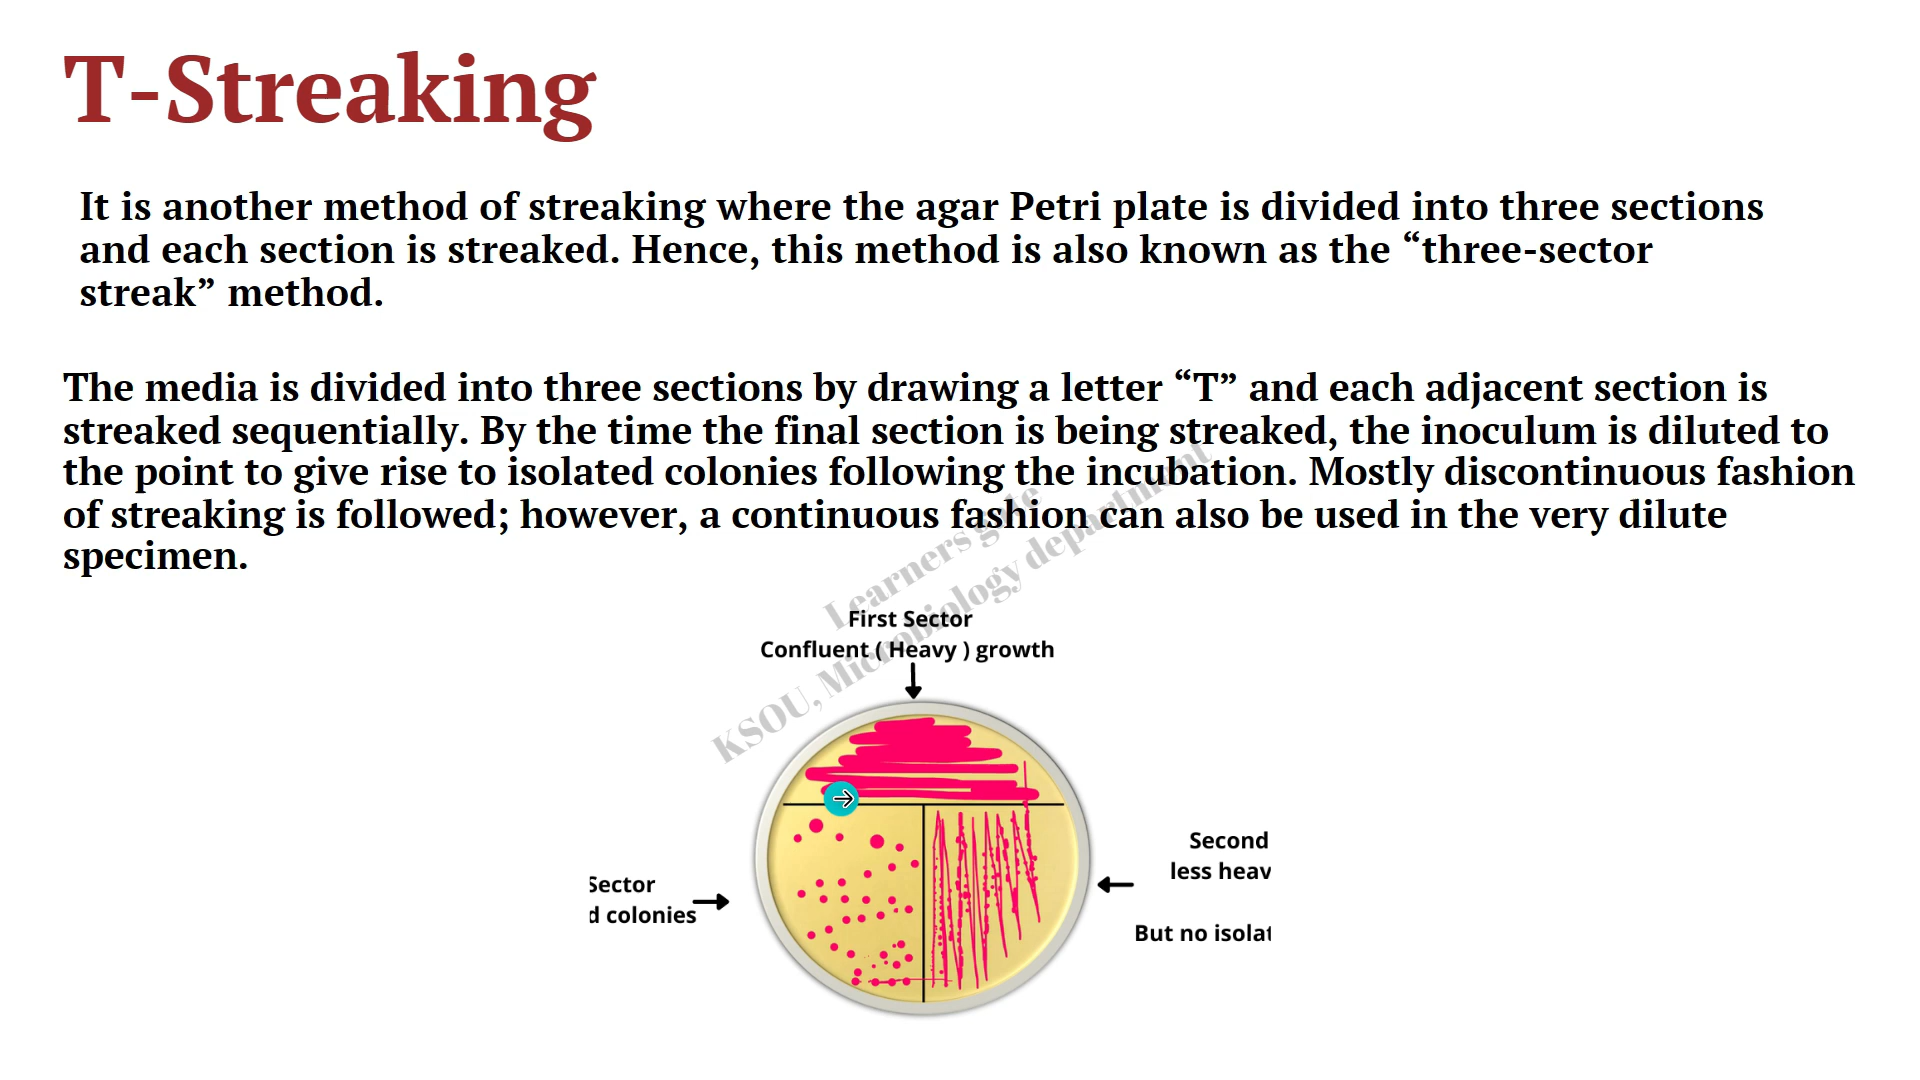 T-Streaking
It is another method of streaking where the agar Petri plate is divided into three sections
and each section is streaked. Hence, this method is also known as the “three-sector
streak” method.
The media is divided into three sections by drawing a letter “T” and each adjacent section is
streaked sequentially. By the time the final section is being streaked, the inoculum is diluted to
the point to give rise to isolated colonies following the incubation. Mostly discontinuous fashion
of streaking is followed; however, a continuous fashion can also be used in the very dilute
specimen.
Learners gate
KSOU, Microbiology department
First Sector
Confluent ( Heavy ) growth
Second
less heav
But no isolat
Sector
d colonies